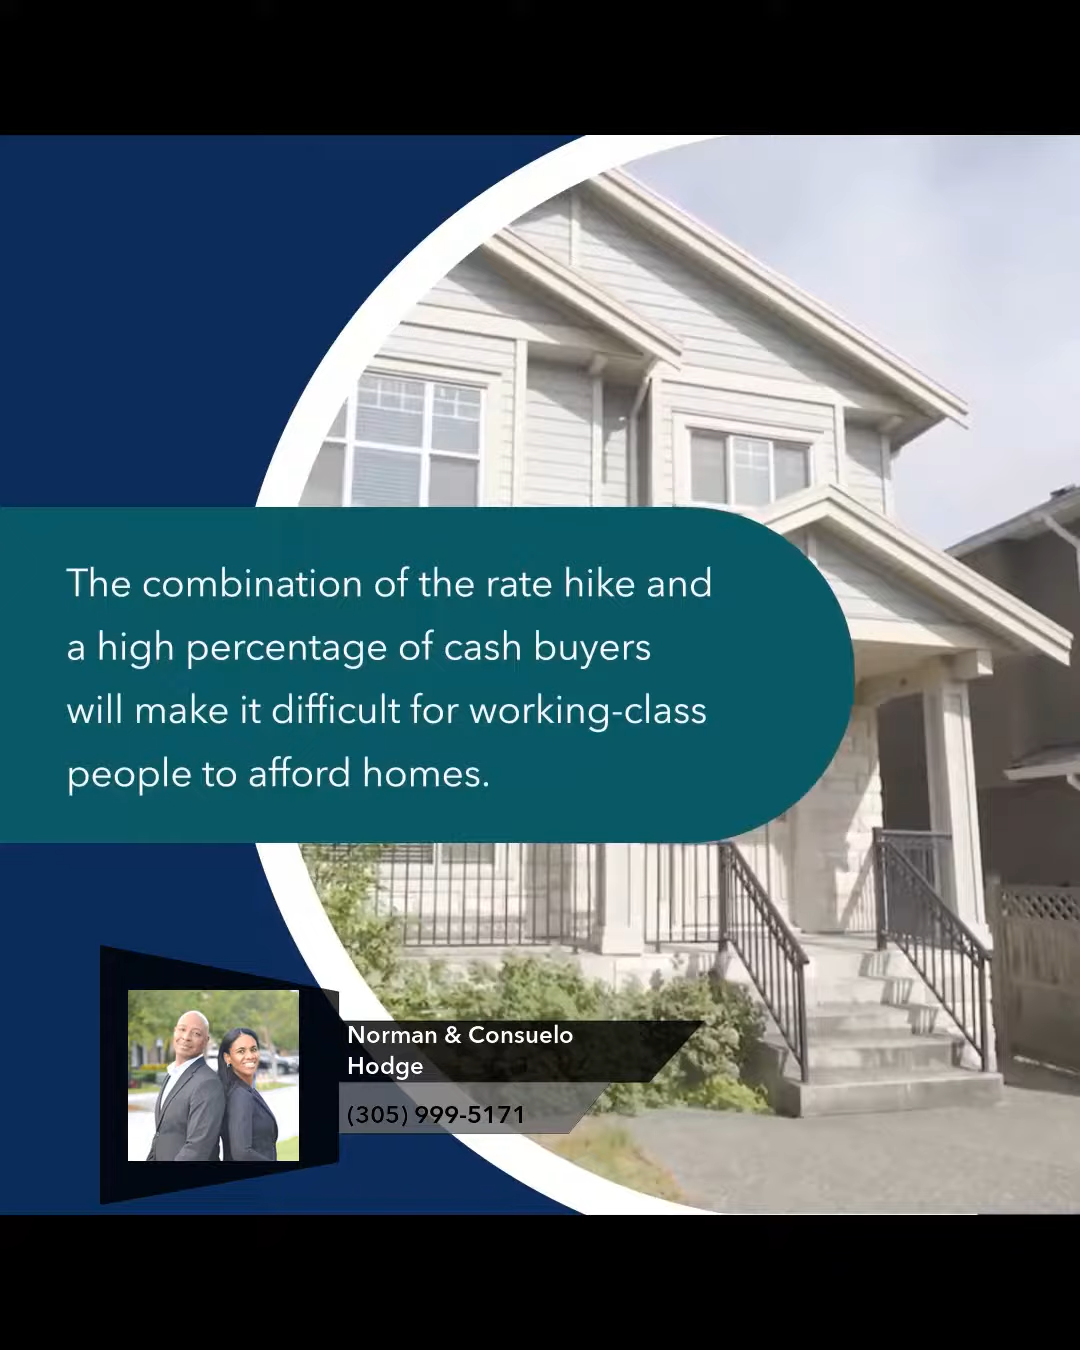 The combination of the rate hike and
a high percentage of cash buyers
will make it difficult for working-class
people to afford homes.
Norman & Consuelo
Hodge
(305) 999-5171